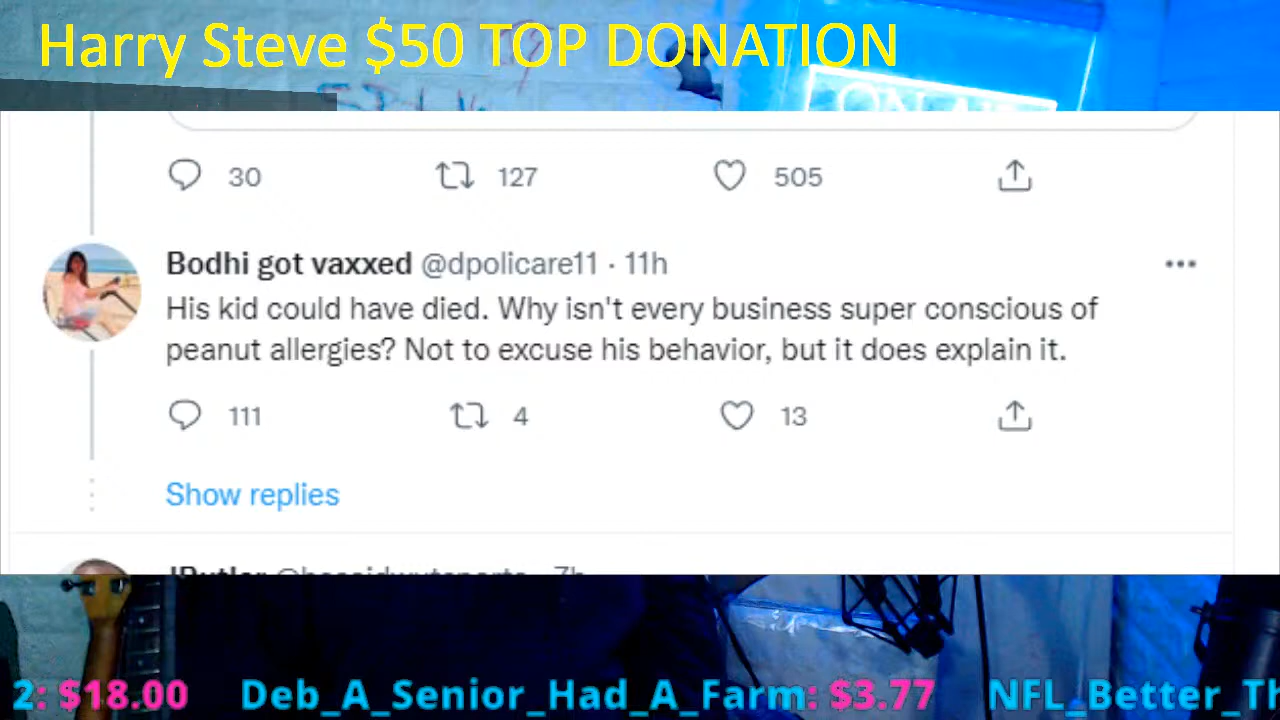 Harry Steve $50 TOP DONATION
30 127 505
Bodhi got vaxxed @dpolicare11 · 11h
His kid could have died. Why isn't every business super conscious of
peanut allergies? Not to excuse his behavior, but it does explain it.
111 4 13
Show replies
2: $18.00 Deb_A_Senior_Had_A_Farm: $3.77 NFL_Better_Th